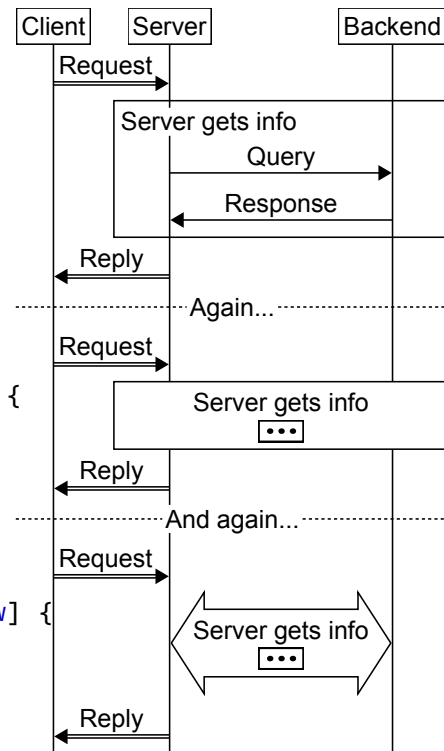 Client Server Backend
Request
Server gets info
Query
Response
Reply
Again...
Request
{
Server gets info
Reply
And again...
Request
] {
Server gets info
Reply